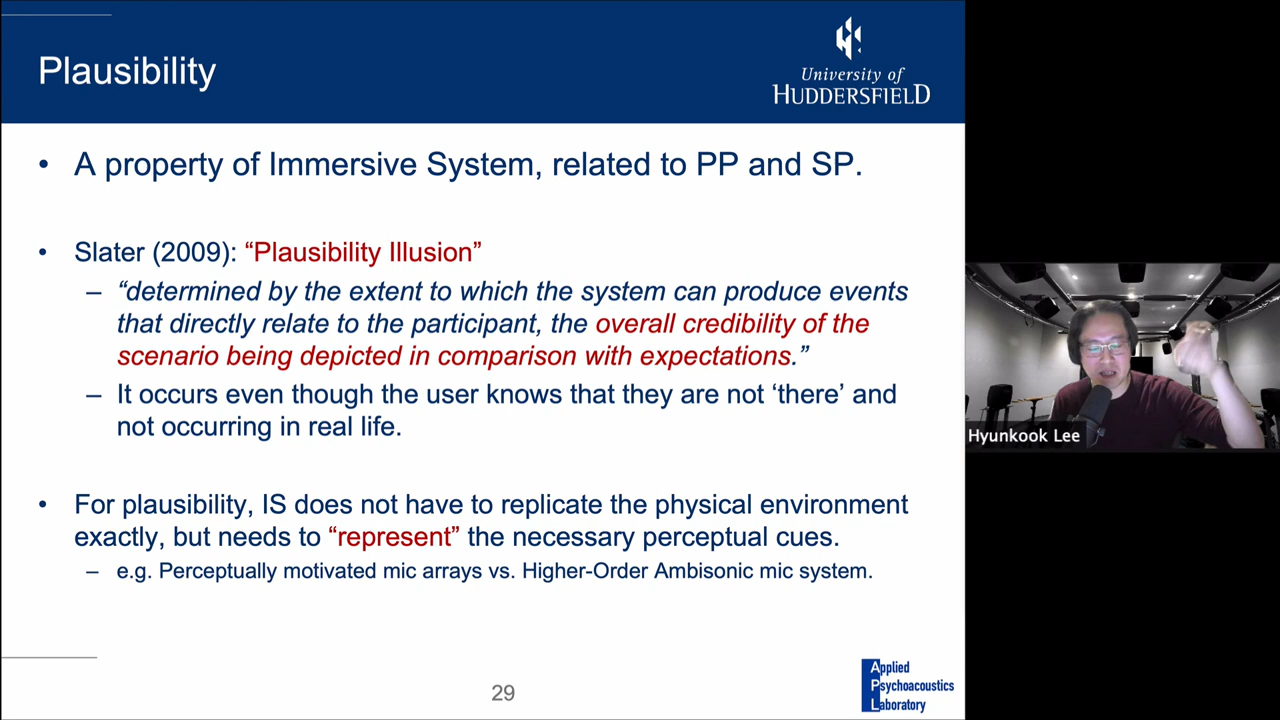 Plausibility
University of
HUDDERSFIELD
• A property of Immersive System, related to PP and SP.
• Slater (2009): “Plausibility Illusion”
– “determined by the extent to which the system can produce events
that directly relate to the participant, the overall credibility of the
scenario being depicted in comparison with expectations.”
– It occurs even though the user knows that they are not ‘there’ and
not occurring in real life.
• For plausibility, IS does not have to replicate the physical environment
exactly, but needs to “represent” the necessary perceptual cues.
– e.g. Perceptually motivated mic arrays vs. Higher-Order Ambisonic mic system.
29
Applied
Psychoacoustics
Laboratory
Hyunkook Lee